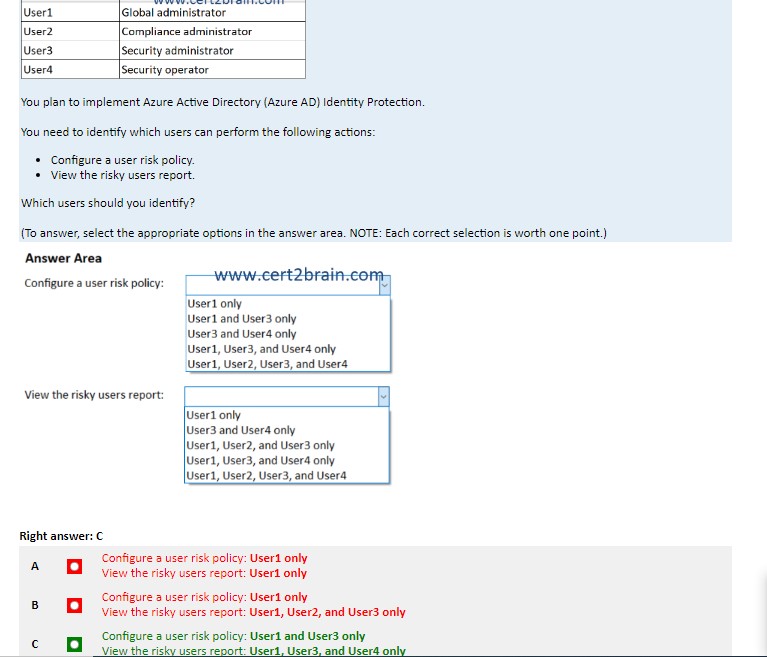 www.cert2brain.com
User1 Global administrator
User2 Compliance administrator
User3 Security administrator
User4 Security operator
You plan to implement Azure Active Directory (Azure AD) Identity Protection.
You need to identify which users can perform the following actions:
• Configure a user risk policy.
• View the risky users report.
Which users should you identify?
(To answer, select the appropriate options in the answer area. NOTE: Each correct selection is worth one point.)
Answer Area
www.cert2brain.com
Configure a user risk policy:
User1 only
User1 and User3 only
User3 and User4 only
User1, User3, and User4 only
User1, User2, User3, and User4
View the risky users report:
User1 only
User3 and User4 only
User1, User2, and User3 only
User1, User3, and User4 only
User1, User2, User3, and User4
Right answer: C
A Configure a user risk policy: User1 only
View the risky users report: User1 only
B Configure a user risk policy: User1 only
View the risky users report: User1, User2, and User3 only
C Configure a user risk policy: User1 and User3 only
View the risky users report: User1, User3, and User4 only